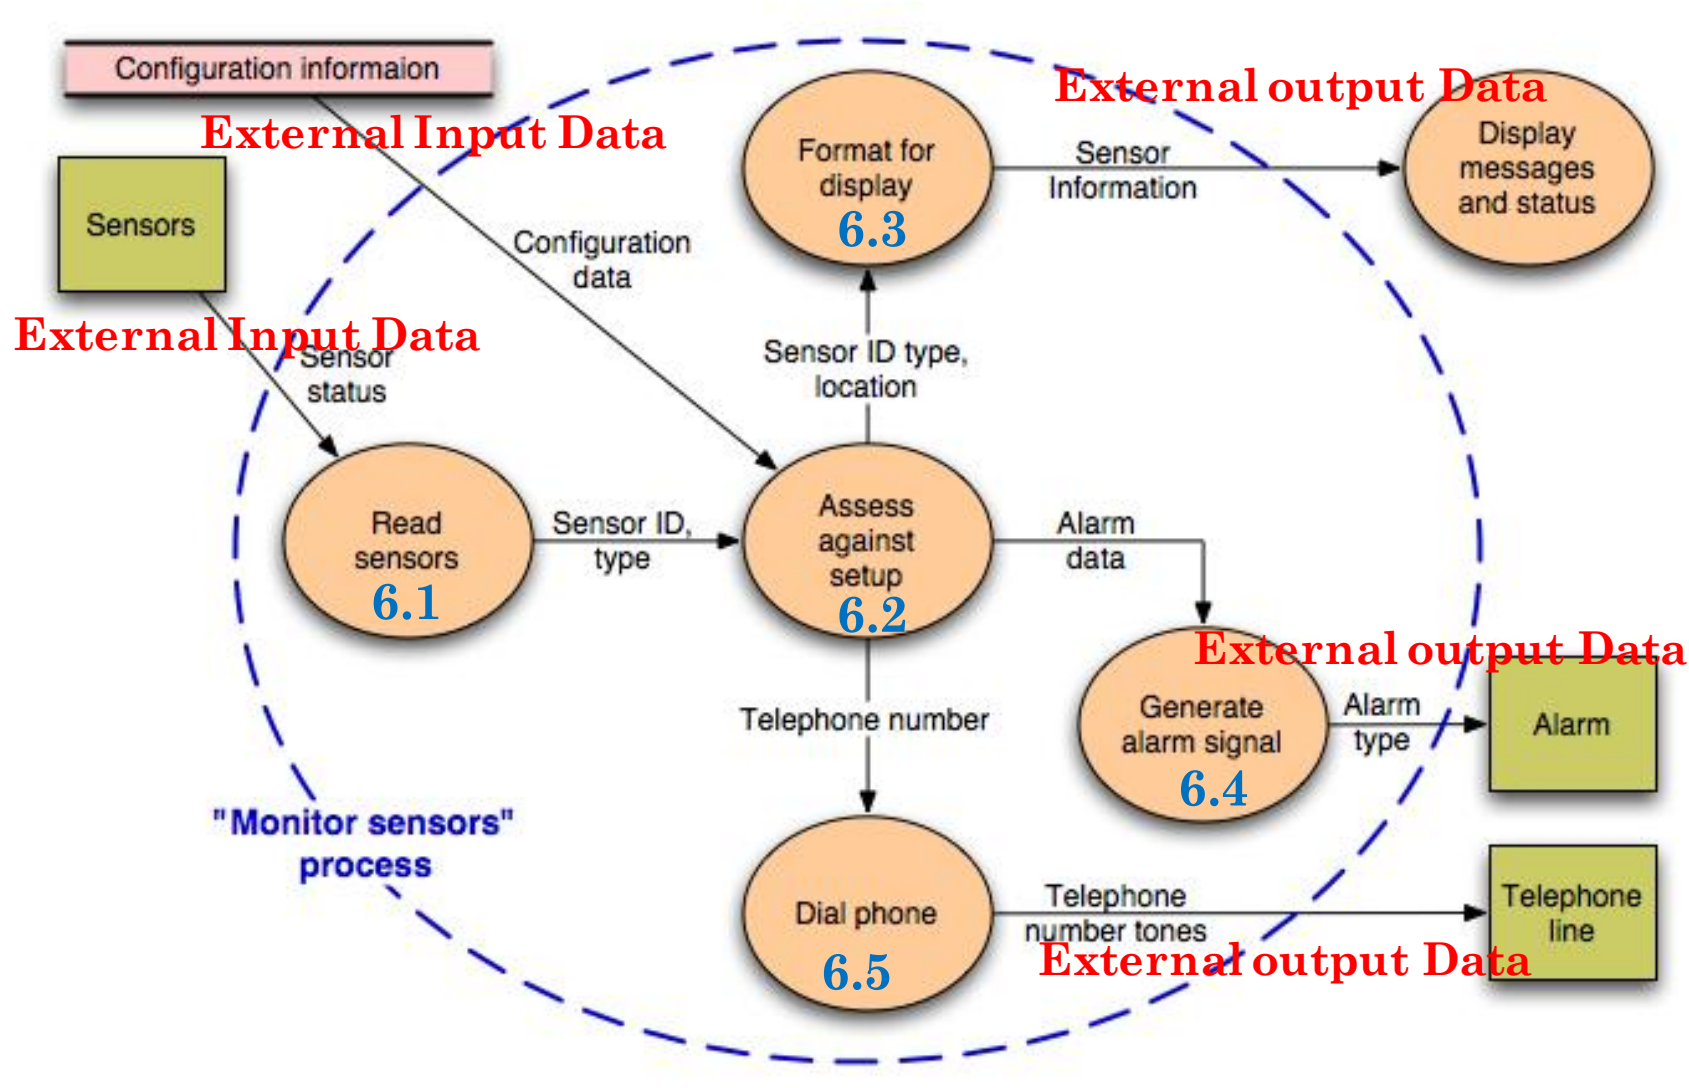 Configuration informaion
External Input Data
External output Data
Display
messages
and status
Format for
display
6.3
Sensor
Information
Sensors
Configuration
data
External Input Data
Sensor
status
Sensor ID type,
location
Read
sensors
6.1
Sensor ID,
type
Assess
against
setup
6.2
Alarm
data
External output Data
Generate
alarm signal
6.4
Alarm
type
Alarm
Telephone number
"Monitor sensors"
process
Dial phone
6.5
Telephone
number tones
External output Data
Telephone
line